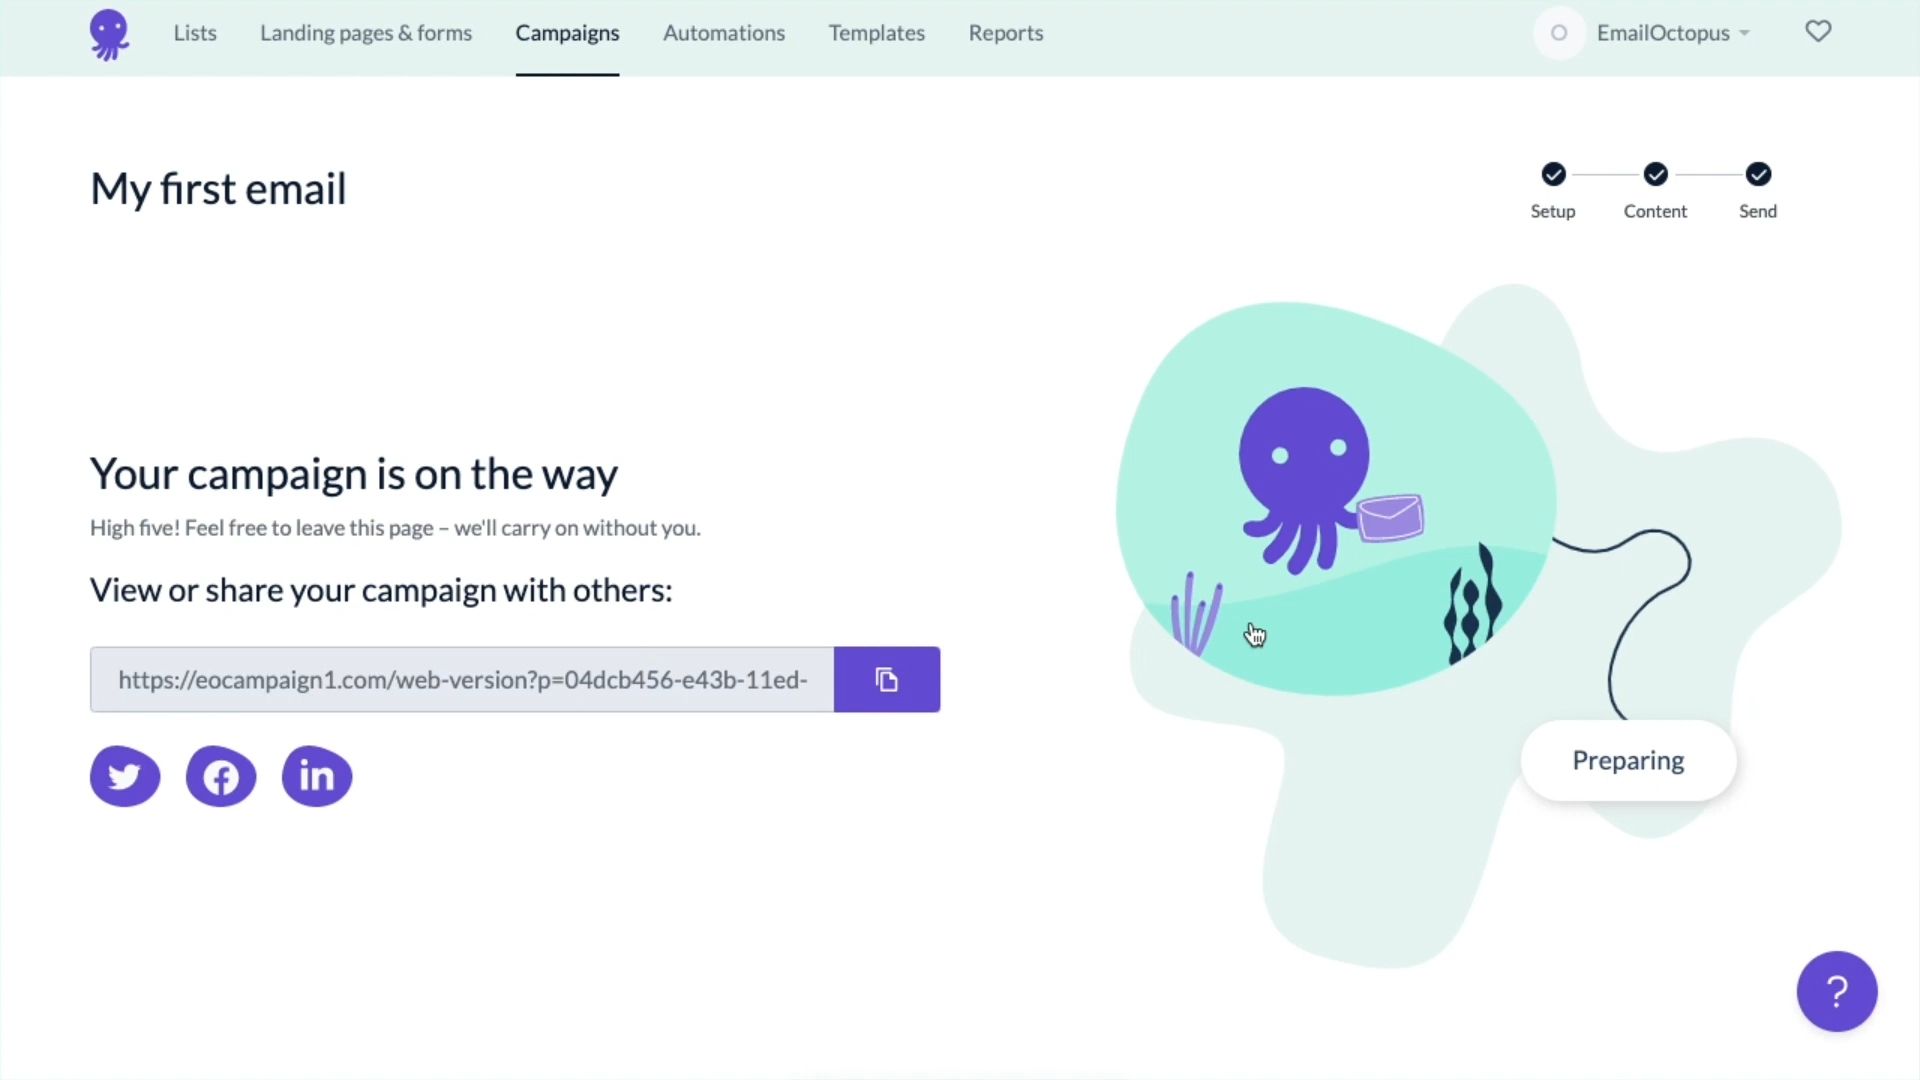 Lists
Landing pages & forms
Campaigns
Automations
Templates
Reports
O
EmailOctopus
My first email
Setup
Content
Send
Your campaign is on the way
High five! Feel free to leave this page – we'll carry on without you.
View or share your campaign with others:
https://eocampaign1.com/web-version?p=04dcb456-e43b-11ed-
in
Preparing
?